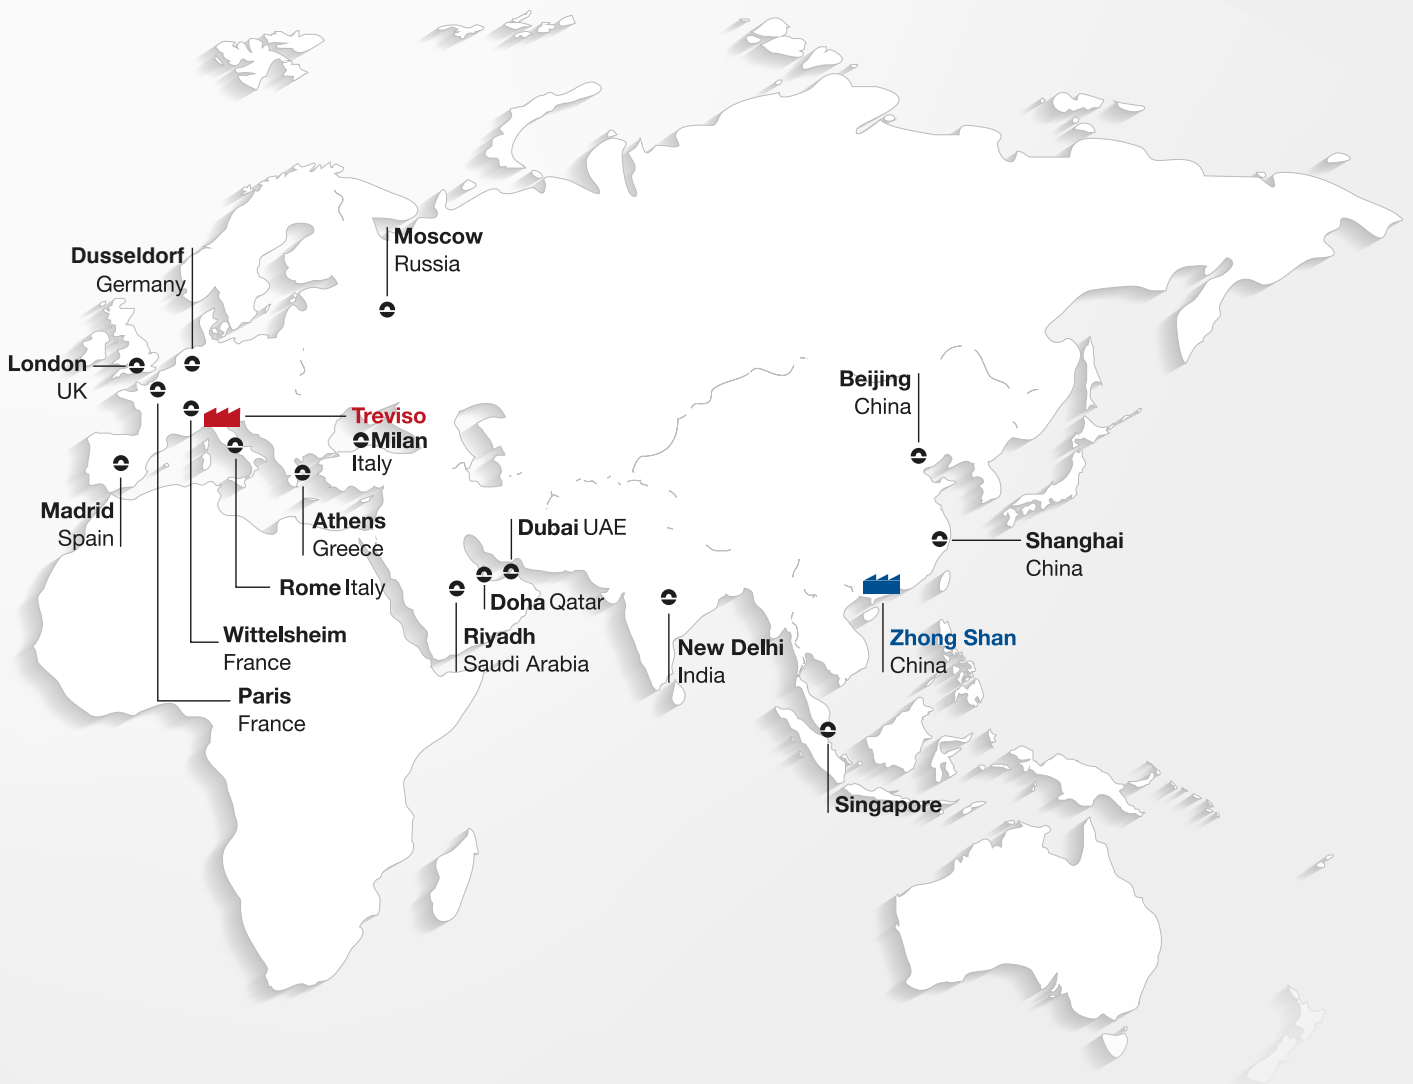 Moscow
Russia
Dusseldorf
Germany
London
UK
Treviso
Milan
Italy
Beijing
China
Madrid
Spain
Athens
Greece
Dubai UAE
Shanghai
China
Rome Italy
Doha Qatar
Wittelsheim
France
Riyadh
Saudi Arabia
New Delhi
India
Zhong Shan
China
Paris
France
Singapore